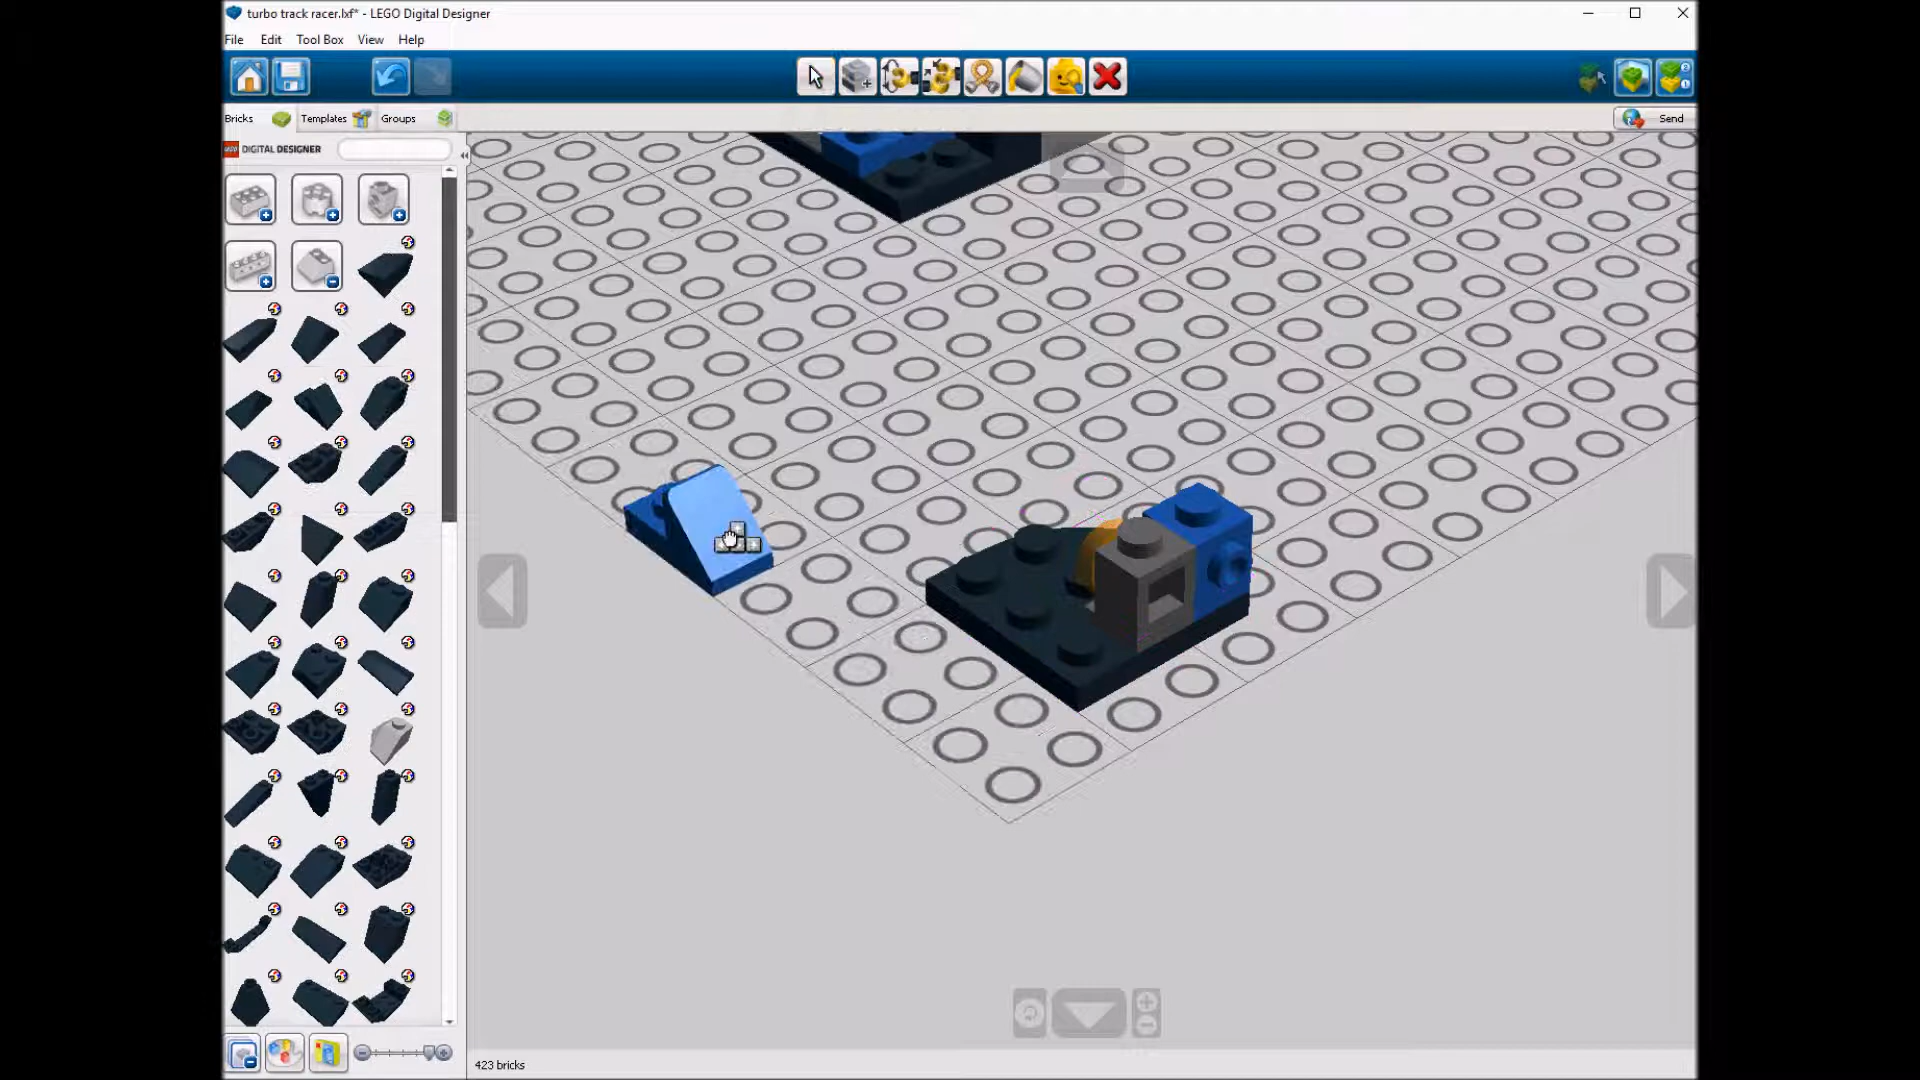 turbo track racer.lxf* - LEGO Digital Designer
File Edit Tool Box View Help
Bricks Templates Groups Send
LEGO DIGITAL DESIGNER
423 bricks